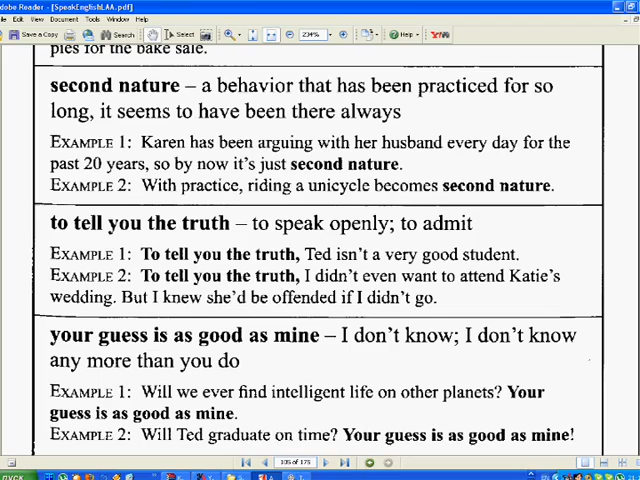 Adobe Reader - [SpeakEnglishLAA.pdf]
File Edit View Document Tools Window Help
Save a Copy Search Select 234% Help Y!
pies for the bake sale.
second nature – a behavior that has been practiced for so
long, it seems to have been there always
EXAMPLE 1: Karen has been arguing with her husband every day for the
past 20 years, so by now it's just second nature.
EXAMPLE 2: With practice, riding a unicycle becomes second nature.
to tell you the truth – to speak openly; to admit
EXAMPLE 1: To tell you the truth, Ted isn't a very good student.
EXAMPLE 2: To tell you the truth, I didn't even want to attend Katie's
wedding. But I knew she'd be offended if I didn't go.
your guess is as good as mine – I don't know; I don't know
any more than you do
EXAMPLE 1: Will we ever find intelligent life on other planets? Your
guess is as good as mine.
EXAMPLE 2: Will Ted graduate on time? Your guess is as good as mine!
105 of 175
пуск